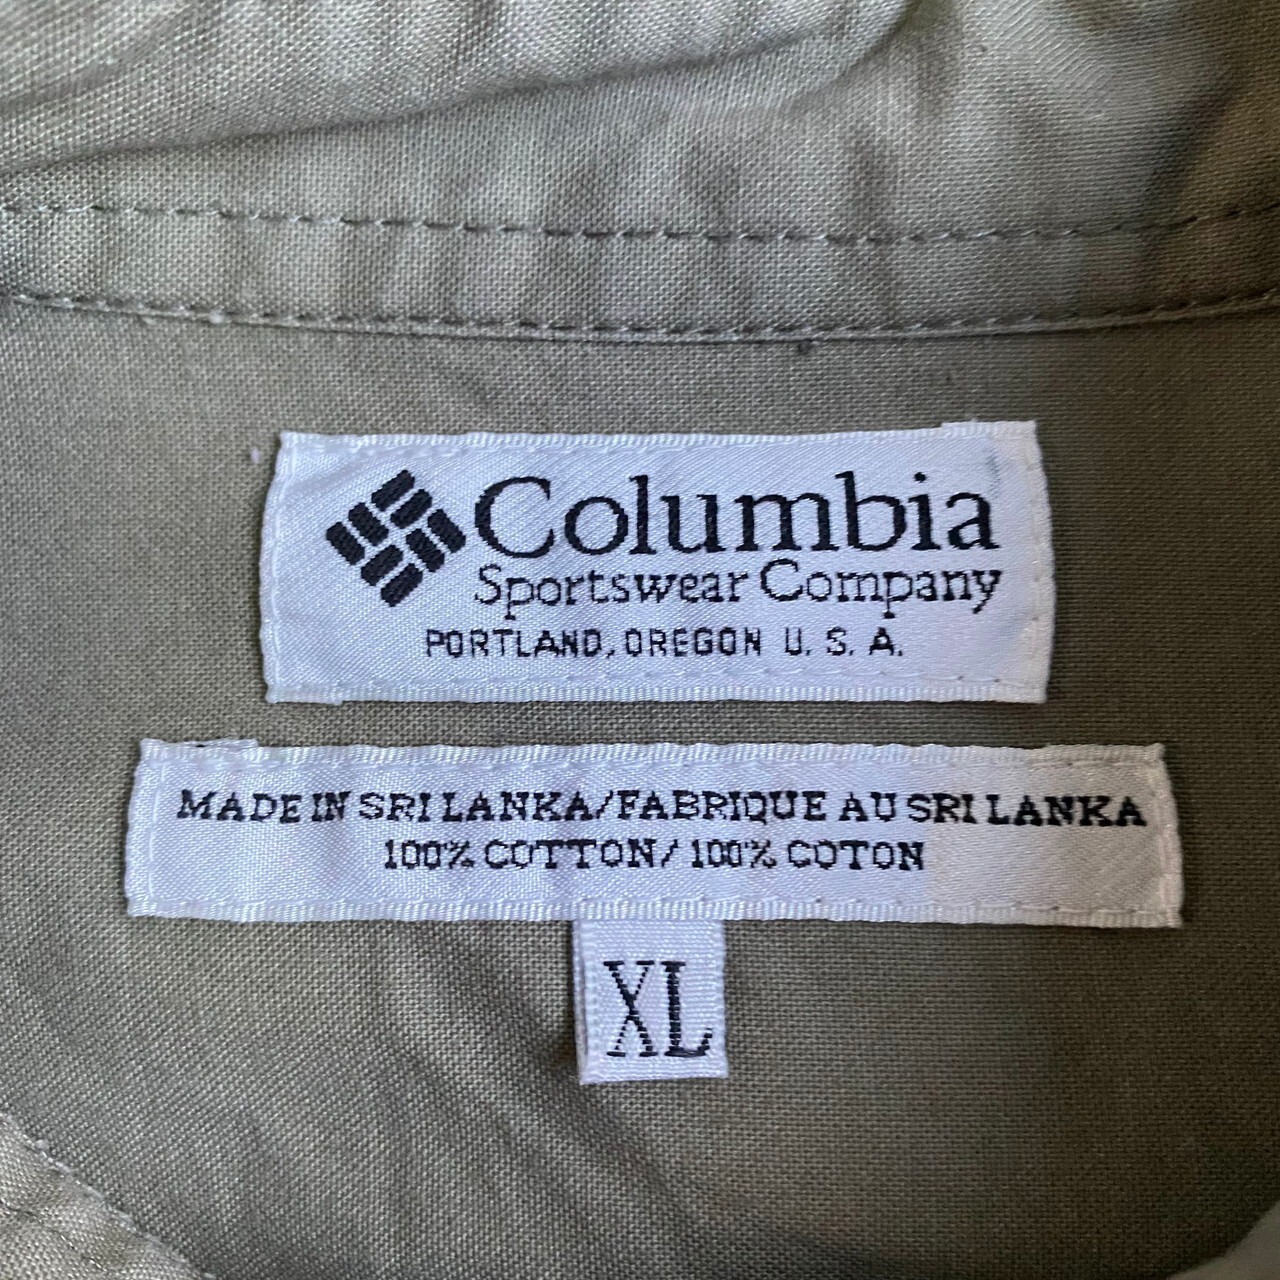 Columbia
Sportswear Company
PORTLAND, OREGON U. S. A.
MADE IN SRI LANKA/FABRIQUE AU SRI LANKA
100% COTTON/ 100% COTON
XL